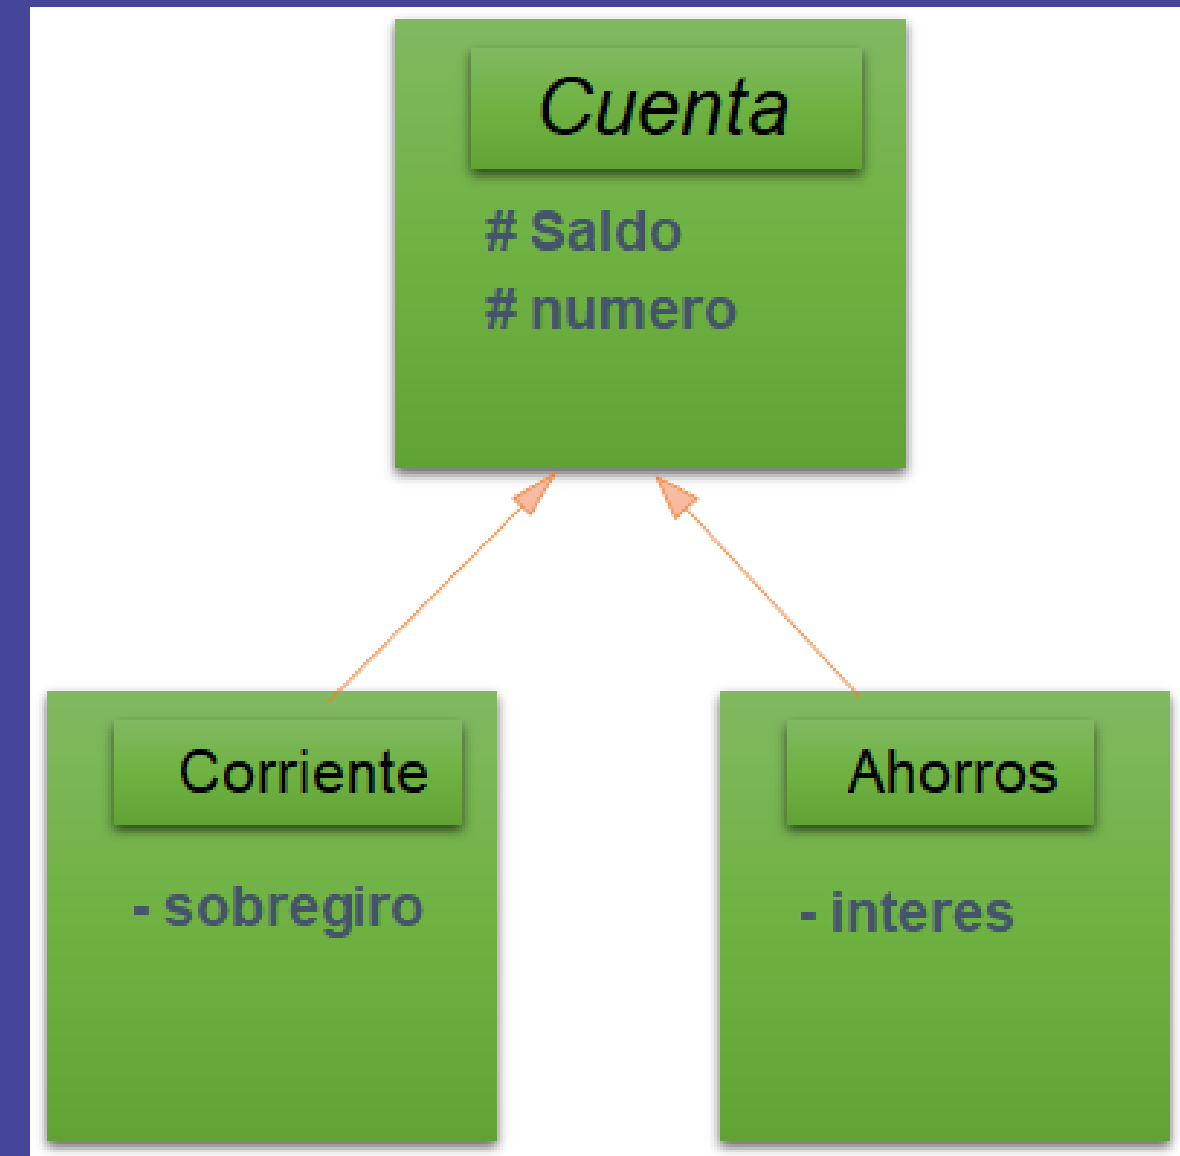 Cuenta
# Saldo
# numero
Corriente
- sobregiro
Ahorros
- interes